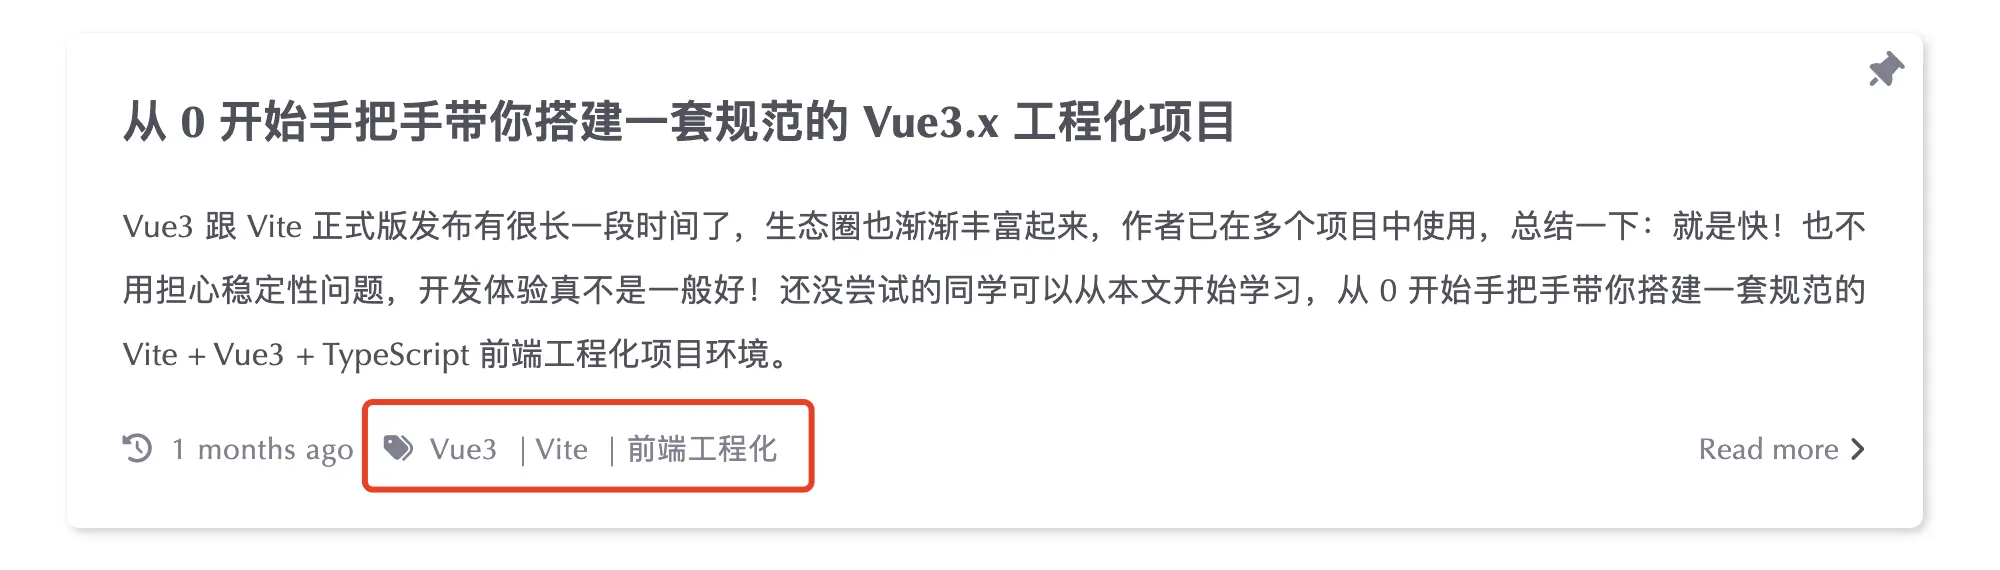 从 0 开始手把手带你搭建一套规范的 Vue3.x 工程化项目
Vue3 跟 Vite 正式版发布有很长一段时间了，生态圈也渐渐丰富起来，作者已在多个项目中使用，总结一下：就是快！也不
用担心稳定性问题，开发体验真不是一般好！还没尝试的同学可以从本文开始学习，从 0 开始手把手带你搭建一套规范的
Vite + Vue3 + TypeScript 前端工程化项目环境。
1 months ago Vue3 | Vite | 前端工程化 Read more